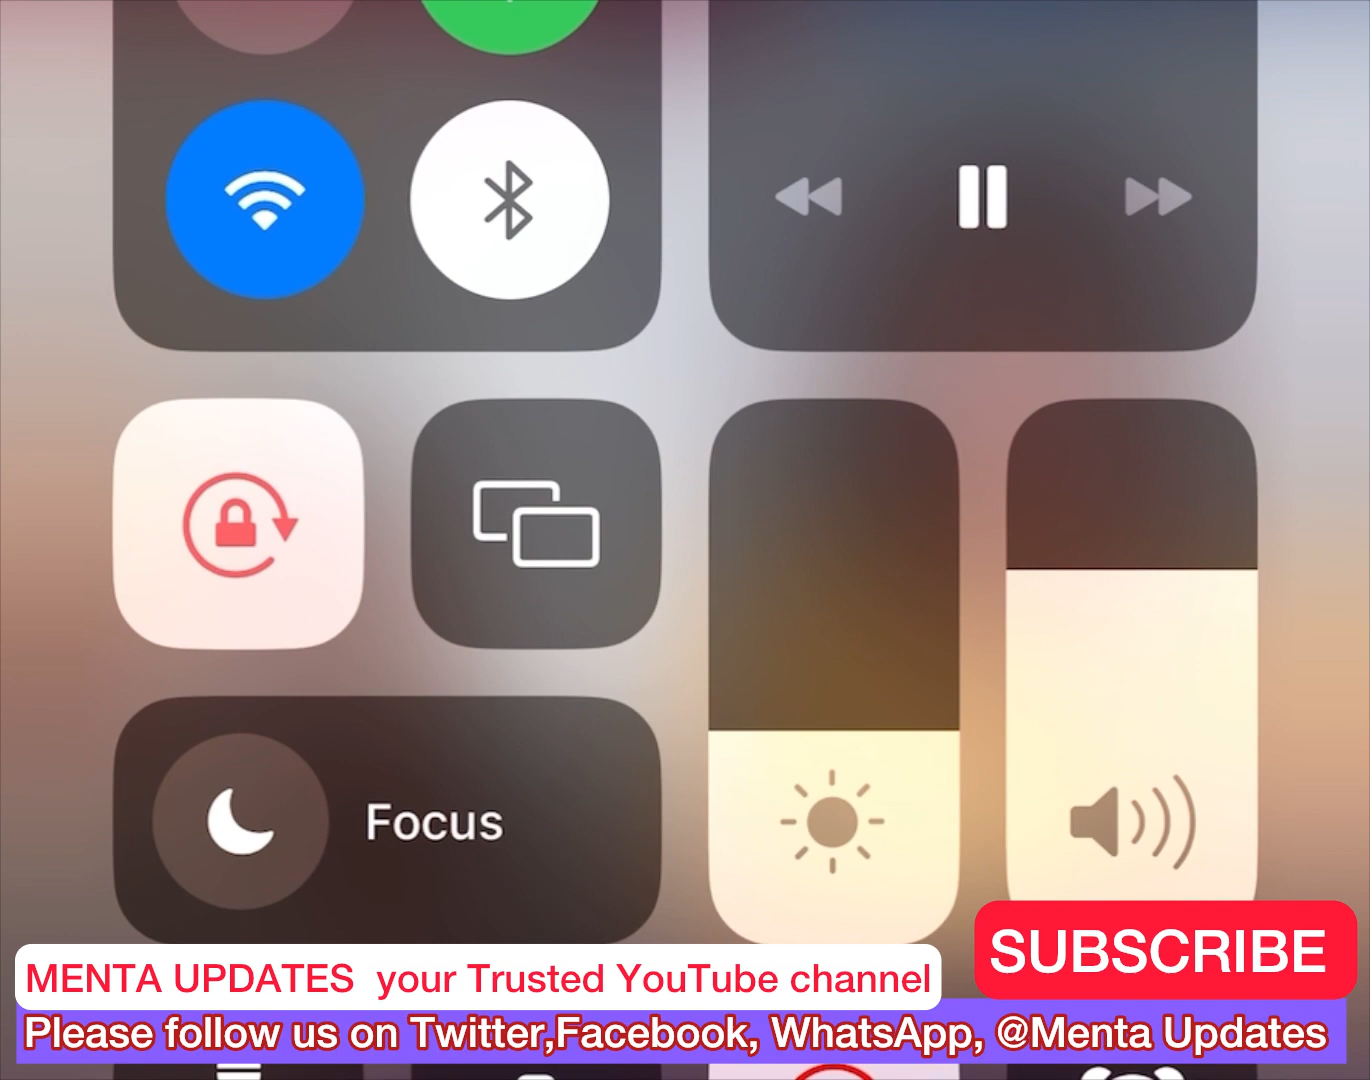 Focus
SUBSCRIBE
MENTA UPDATES  your Trusted YouTube channel
Please follow us on Twitter,Facebook, WhatsApp, @Menta Updates